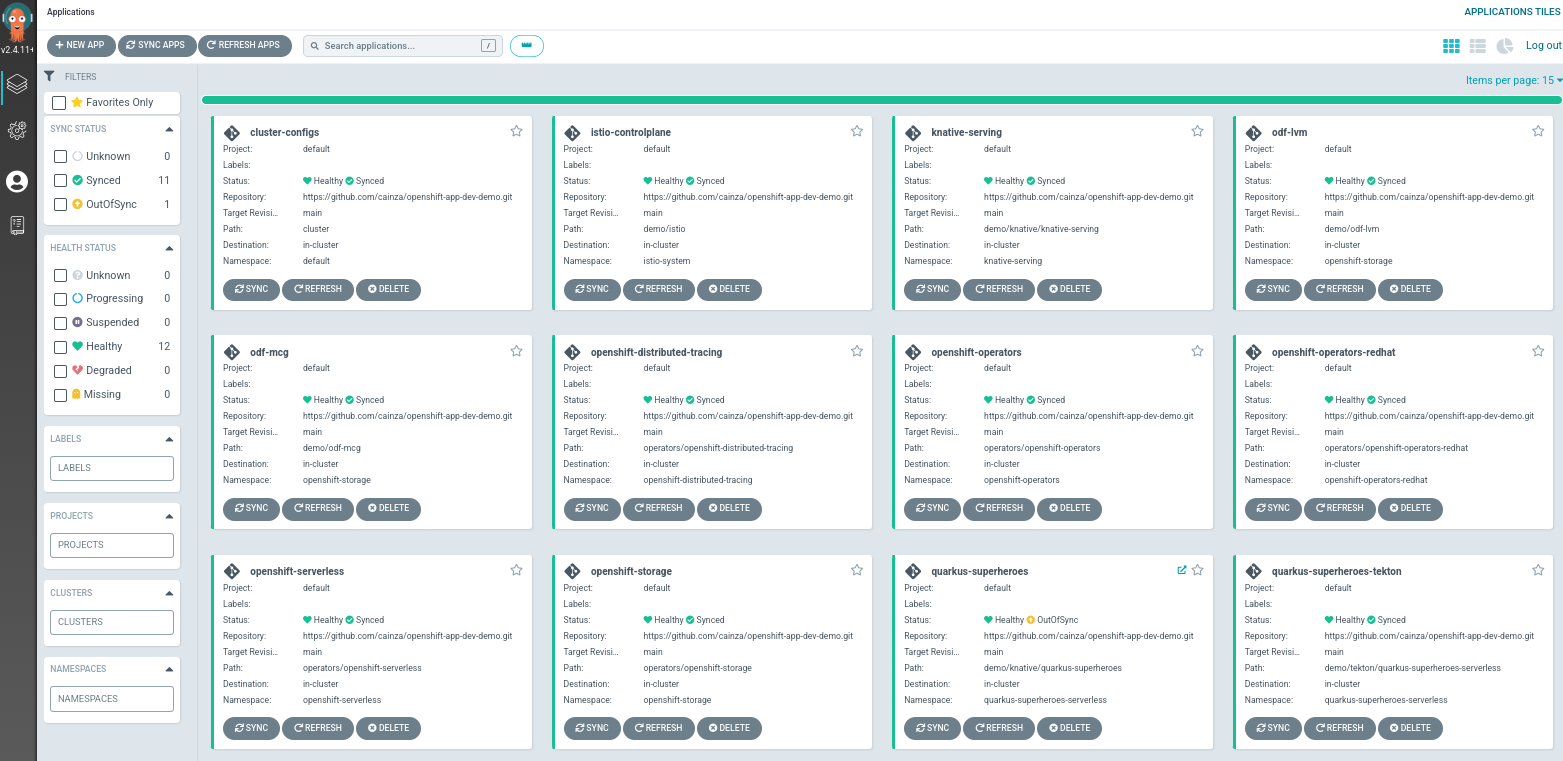 Applications
APPLICATIONS TILES
v2.4.11+
NEW APP SYNC APPS REFRESH APPS Search applications... / Log out
FILTERS
Items per page: 15
Favorites Only
SYNC STATUS
Unknown 0
Synced 11
OutOfSync 1
HEALTH STATUS
Unknown 0
Progressing 0
Suspended 0
Healthy 12
Degraded 0
Missing 0
LABELS
LABELS
PROJECTS
PROJECTS
CLUSTERS
CLUSTERS
NAMESPACES
NAMESPACES
cluster-configs
Project: default
Labels:
Status: Healthy Synced
Repository: https://github.com/cainza/openshift-app-dev-demo.git
Target Revisi... main
Path: cluster
Destination: in-cluster
Namespace: default
SYNC REFRESH DELETE
istio-controlplane
Project: default
Labels:
Status: Healthy Synced
Repository: https://github.com/cainza/openshift-app-dev-demo.git
Target Revisi... main
Path: demo/istio
Destination: in-cluster
Namespace: istio-system
SYNC REFRESH DELETE
knative-serving
Project: default
Labels:
Status: Healthy Synced
Repository: https://github.com/cainza/openshift-app-dev-demo.git
Target Revisi... main
Path: demo/knative/knative-serving
Destination: in-cluster
Namespace: knative-serving
SYNC REFRESH DELETE
odf-lvm
Project: default
Labels:
Status: Healthy Synced
Repository: https://github.com/cainza/openshift-app-dev-demo.git
Target Revisi... main
Path: demo/odf-lvm
Destination: in-cluster
Namespace: openshift-storage
SYNC REFRESH DELETE
odf-mcg
Project: default
Labels:
Status: Healthy Synced
Repository: https://github.com/cainza/openshift-app-dev-demo.git
Target Revisi... main
Path: demo/odf-mcg
Destination: in-cluster
Namespace: openshift-storage
SYNC REFRESH DELETE
openshift-distributed-tracing
Project: default
Labels:
Status: Healthy Synced
Repository: https://github.com/cainza/openshift-app-dev-demo.git
Target Revisi... main
Path: operators/openshift-distributed-tracing
Destination: in-cluster
Namespace: openshift-distributed-tracing
SYNC REFRESH DELETE
openshift-operators
Project: default
Labels:
Status: Healthy Synced
Repository: https://github.com/cainza/openshift-app-dev-demo.git
Target Revisi... main
Path: operators/openshift-operators
Destination: in-cluster
Namespace: openshift-operators
SYNC REFRESH DELETE
openshift-operators-redhat
Project: default
Labels:
Status: Healthy Synced
Repository: https://github.com/cainza/openshift-app-dev-demo.git
Target Revisi... main
Path: operators/openshift-operators-redhat
Destination: in-cluster
Namespace: openshift-operators-redhat
SYNC REFRESH DELETE
openshift-serverless
Project: default
Labels:
Status: Healthy Synced
Repository: https://github.com/cainza/openshift-app-dev-demo.git
Target Revisi... main
Path: operators/openshift-serverless
Destination: in-cluster
Namespace: openshift-serverless
SYNC REFRESH DELETE
openshift-storage
Project: default
Labels:
Status: Healthy Synced
Repository: https://github.com/cainza/openshift-app-dev-demo.git
Target Revisi... main
Path: operators/openshift-storage
Destination: in-cluster
Namespace: openshift-storage
SYNC REFRESH DELETE
quarkus-superheroes
Project: default
Labels:
Status: Healthy OutOfSync
Repository: https://github.com/cainza/openshift-app-dev-demo.git
Target Revisi... main
Path: demo/knative/quarkus-superheroes
Destination: in-cluster
Namespace: quarkus-superheroes-serverless
SYNC REFRESH DELETE
quarkus-superheroes-tekton
Project: default
Labels:
Status: Healthy Synced
Repository: https://github.com/cainza/openshift-app-dev-demo.git
Target Revisi... main
Path: demo/tekton/quarkus-superheroes-serverless
Destination: in-cluster
Namespace: quarkus-superheroes-serverless
SYNC REFRESH DELETE